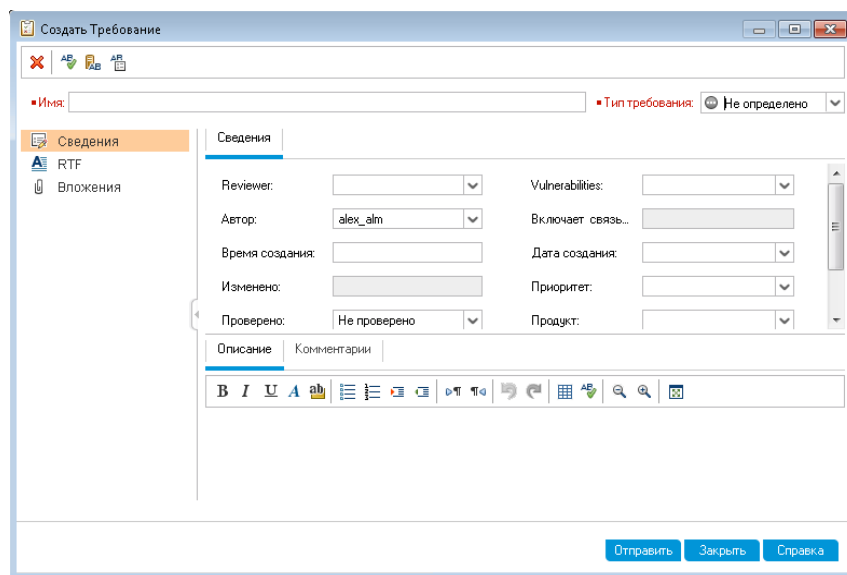 Создать Требование
Имя:
Тип требования: Не определено
Сведения
RTF
Вложения
Сведения
Reviewer:
Vulnerabilities:
Автор: alex_alm
Включает связь...
Время создания:
Дата создания:
Изменено:
Приоритет:
Проверено: Не проверено
Продукт:
Описание Комментарии
B I U A ab
Отправить Закрыть Справка